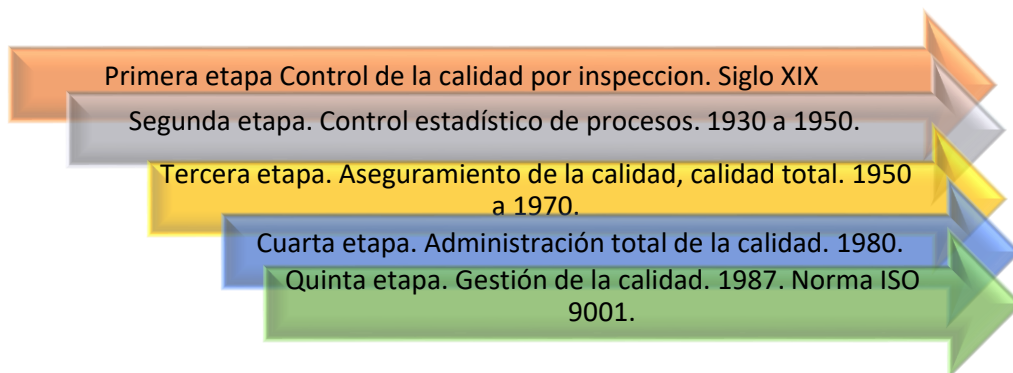 Primera etapa Control de la calidad por inspeccion. Siglo XIX
Segunda etapa. Control estadístico de procesos. 1930 a 1950.
Tercera etapa. Aseguramiento de la calidad, calidad total. 1950
a 1970.
Cuarta etapa. Administración total de la calidad. 1980.
Quinta etapa. Gestión de la calidad. 1987. Norma ISO
9001.